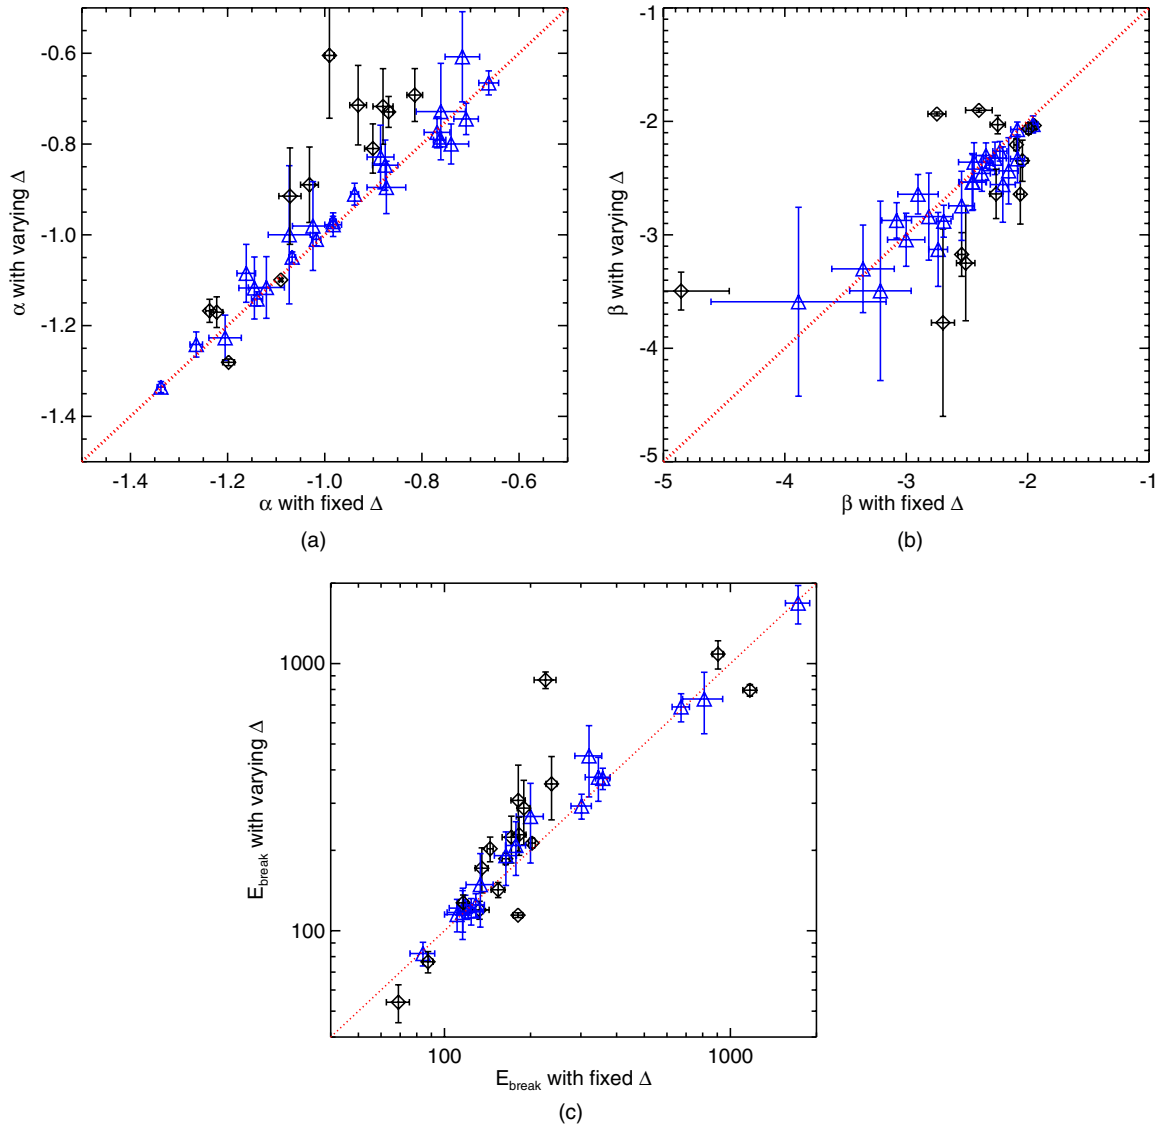 -0.6
-0.8
-1.0
-1.2
-1.4
α with varying Δ
-1.4 -1.2 -1.0 -0.8 -0.6
α with fixed Δ
(a)
-1
-2
-3
-4
-5
β with varying Δ
-5 -4 -3 -2 -1
β with fixed Δ
(b)
1000
100
E_break with varying Δ
100 1000
E_break with fixed Δ
(c)